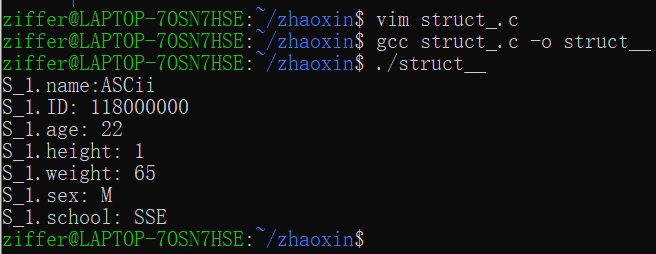 ziffer@LAPTOP-7OSN7HSE:~/zhaoxin$ vim struct_.c
ziffer@LAPTOP-7OSN7HSE:~/zhaoxin$ gcc struct_.c -o struct__
ziffer@LAPTOP-7OSN7HSE:~/zhaoxin$ ./struct__
S_1.name:ASCii
S_1.ID: 118000000
S_1.age: 22
S_1.height: 1
S_1.weight: 65
S_1.sex: M
S_1.school: SSE
ziffer@LAPTOP-7OSN7HSE:~/zhaoxin$